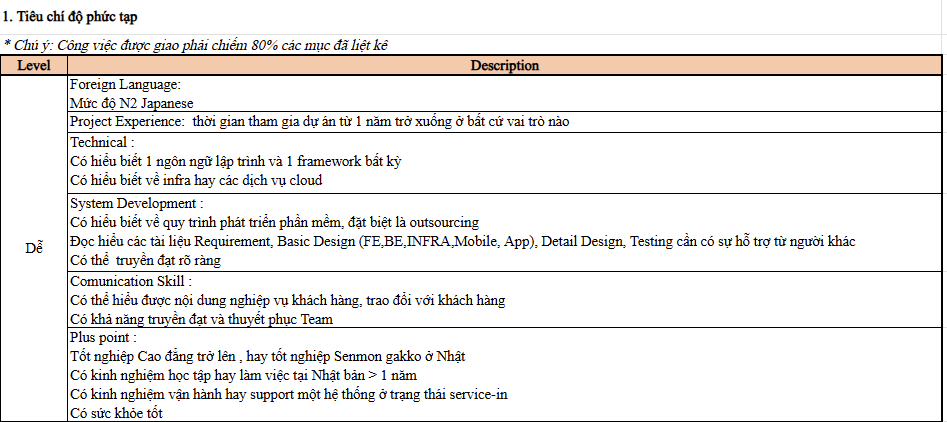 1. Tiêu chí độ phức tạp
* Chú ý: Công việc được giao phải chiếm 80% các mục đã liệt kê
Level Description
Dễ
Foreign Language:
Mức độ N2 Japanese
Project Experience: thời gian tham gia dự án từ 1 năm trở xuống ở bất cứ vai trò nào
Technical :
Có hiểu biết 1 ngôn ngữ lập trình và 1 framework bất kỳ
Có hiểu biết về infra hay các dịch vụ cloud
System Development :
Có hiểu biết về quy trình phát triển phần mềm, đặt biệt là outsourcing
Đọc hiểu các tài liệu Requirement, Basic Design (FE,BE,INFRA,Mobile, App), Detail Design, Testing cần có sự hỗ trợ từ người khác
Có thể truyền đạt rõ ràng
Comunication Skill :
Có thể hiểu được nội dung nghiệp vụ khách hàng, trao đổi với khách hàng
Có khả năng truyền đạt và thuyết phục Team
Plus point :
Tốt nghiệp Cao đẳng trở lên , hay tốt nghiệp Senmon gakko ở Nhật
Có kinh nghiệm học tập hay làm việc tại Nhật bản > 1 năm
Có kinh nghiệm vận hành hay support một hệ thống ở trạng thái service-in
Có sức khỏe tốt